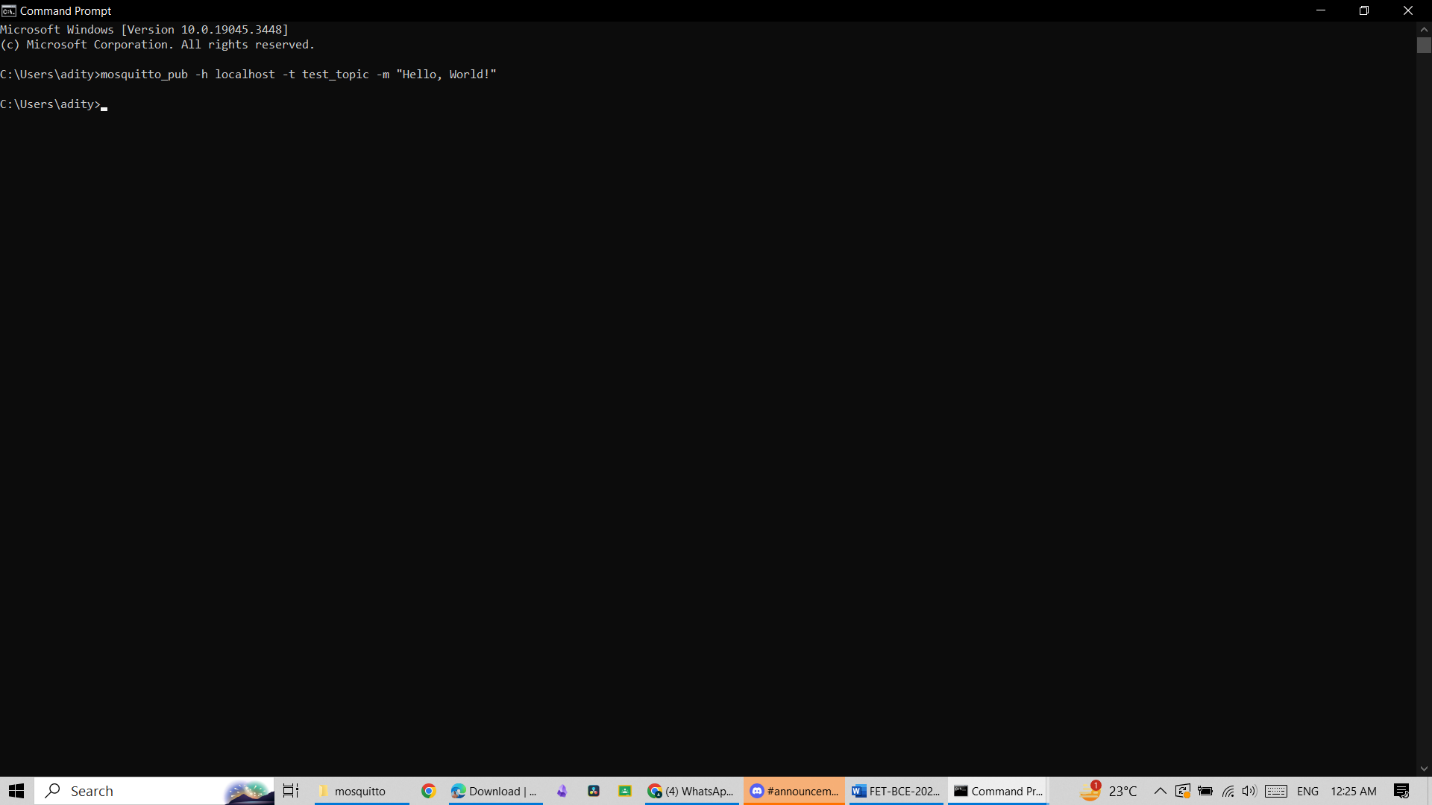 Command Prompt
Microsoft Windows [Version 10.0.19045.3448]
(c) Microsoft Corporation. All rights reserved.
C:\Users\adity>mosquitto_pub -h localhost -t test_topic -m "Hello, World!"
C:\Users\adity>
Search mosquitto Download | ... (4) WhatsAp... #announcem... FET-BCE-202... Command Pr... 1 23°C ENG 12:25 AM